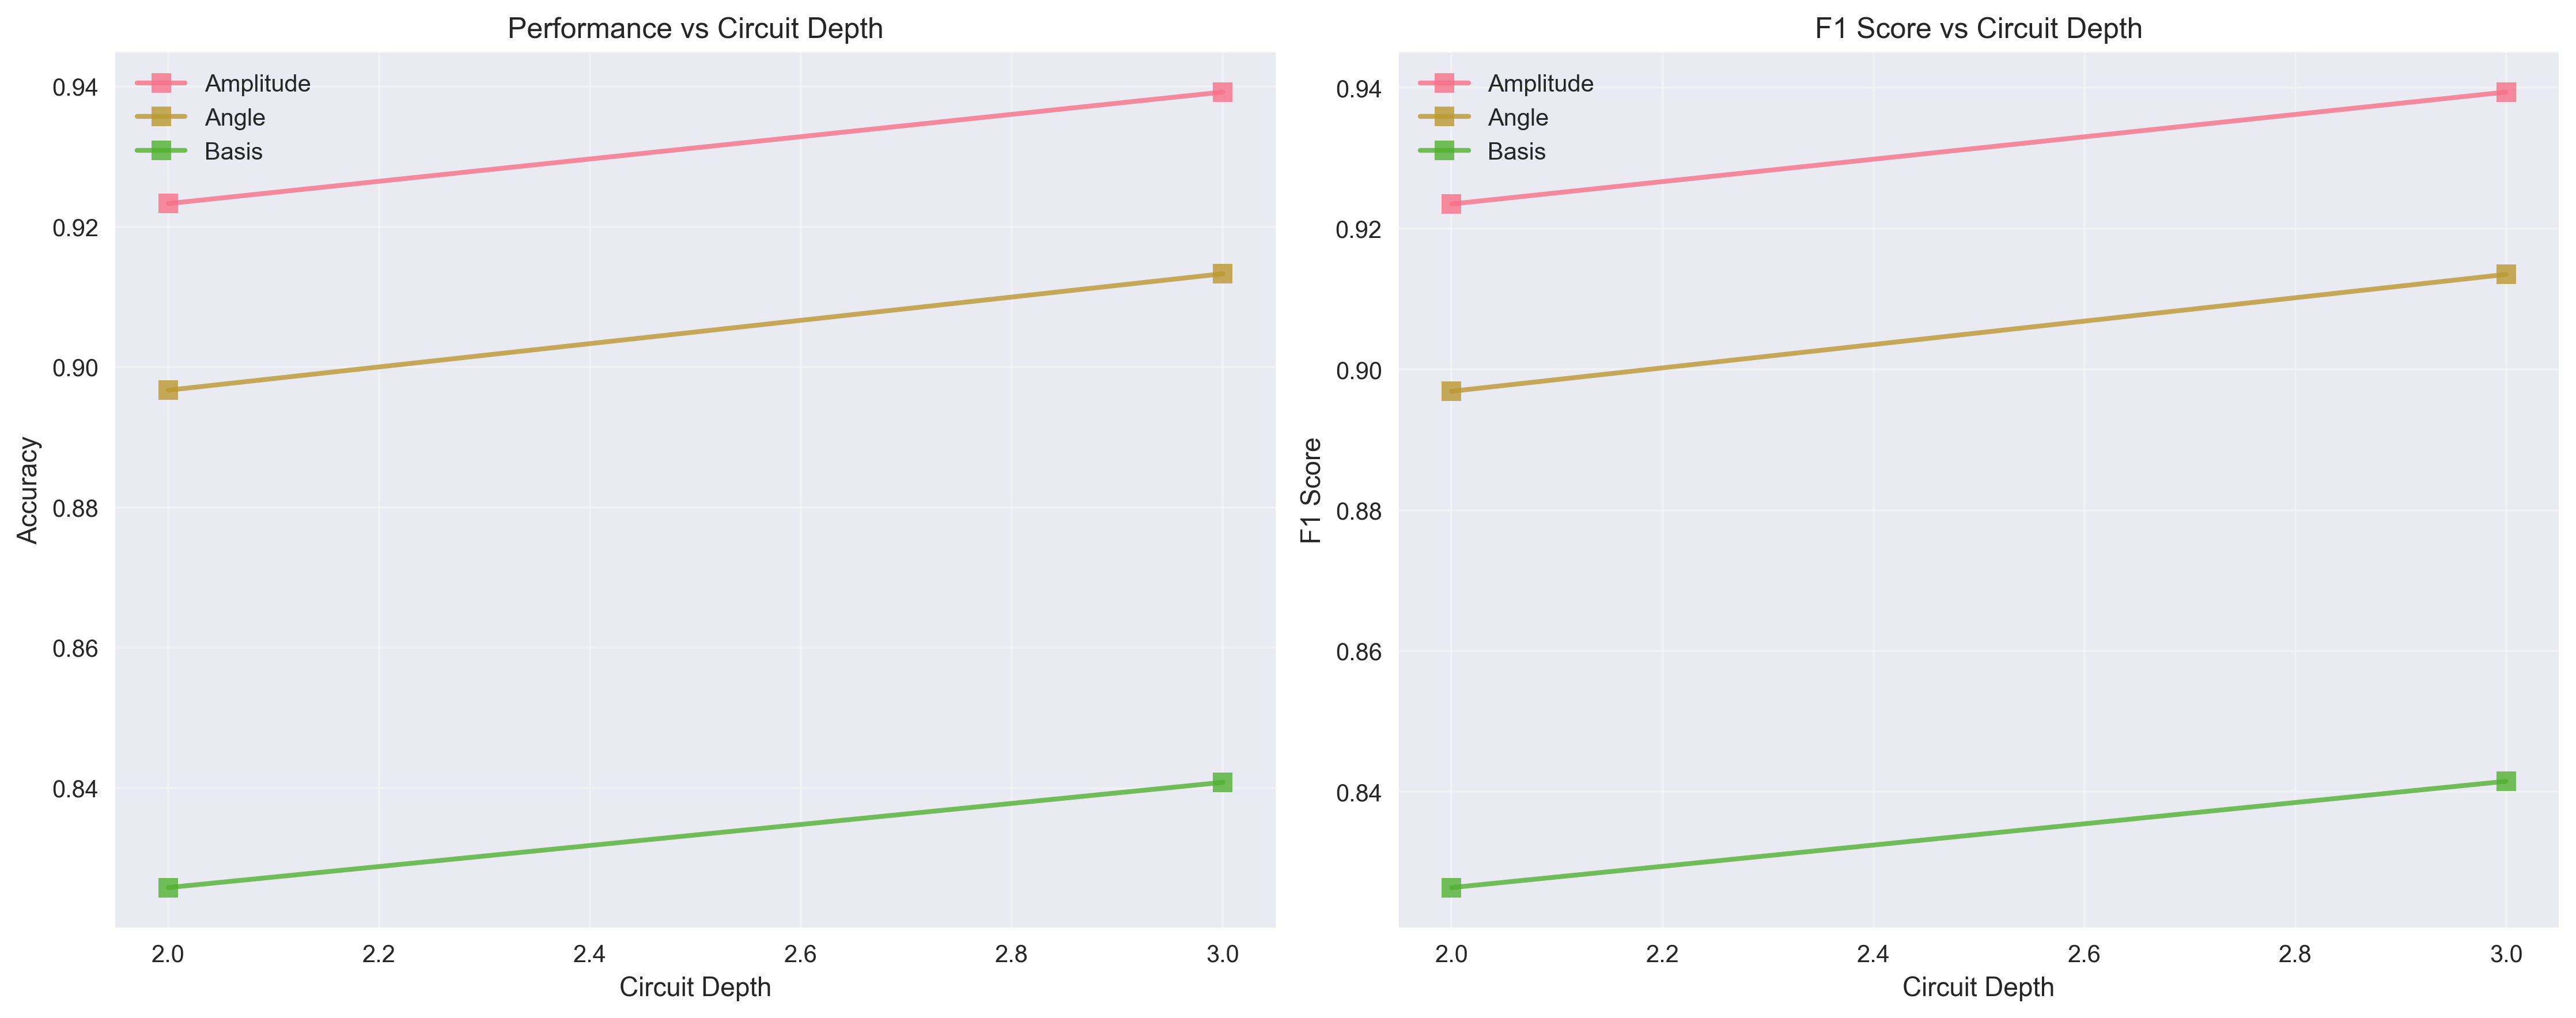 Performance vs Circuit Depth
Amplitude
Angle
Basis
0.94
0.92
0.90
0.88
0.86
0.84
Accuracy
2.0 2.2 2.4 2.6 2.8 3.0
Circuit Depth
F1 Score vs Circuit Depth
Amplitude
Angle
Basis
0.94
0.92
0.90
0.88
0.86
0.84
F1 Score
2.0 2.2 2.4 2.6 2.8 3.0
Circuit Depth